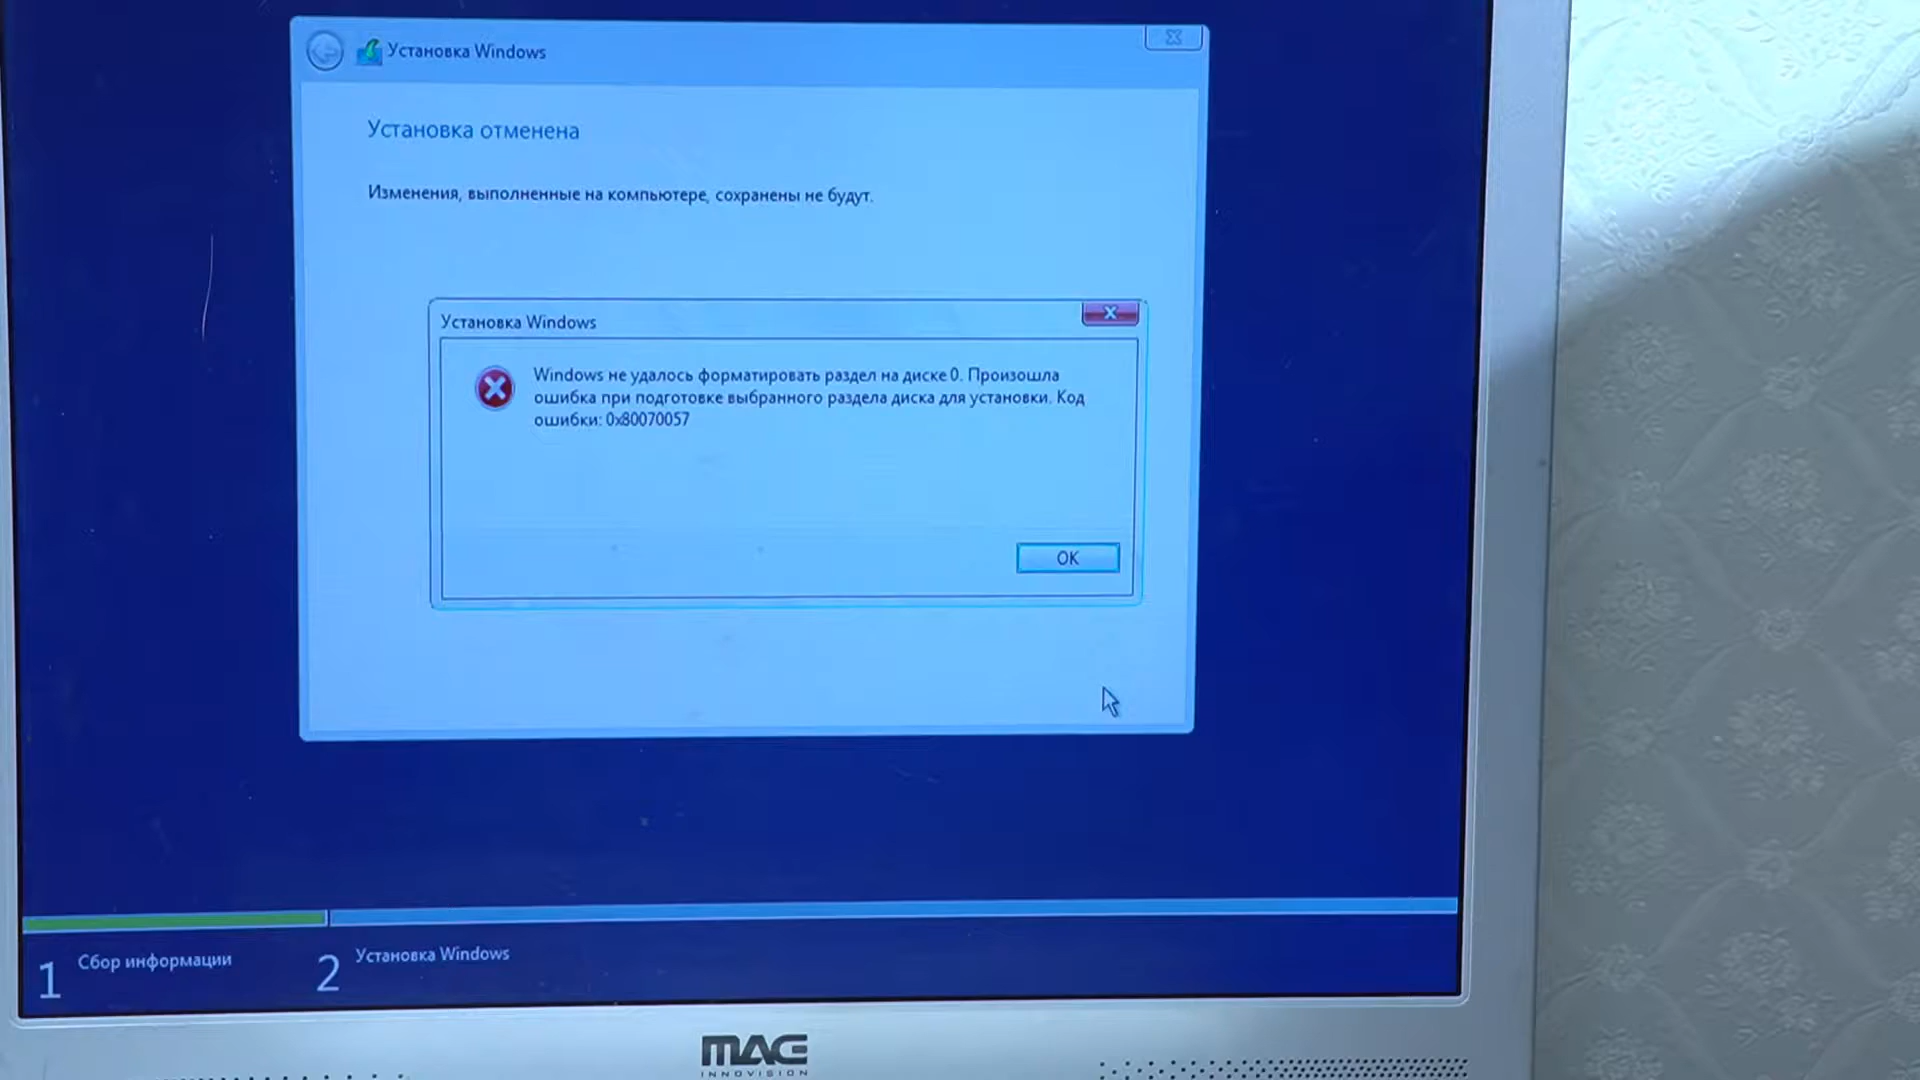 Установка Windows
Установка отменена
Изменения, выполненные на компьютере, сохранены не будут.
Установка Windows
Windows не удалось форматировать раздел на диске 0. Произошла
ошибка при подготовке выбранного раздела диска для установки. Код
ошибки: 0x80070057
OK
1 Сбор информации
2 Установка Windows
MAG
INNOVISION